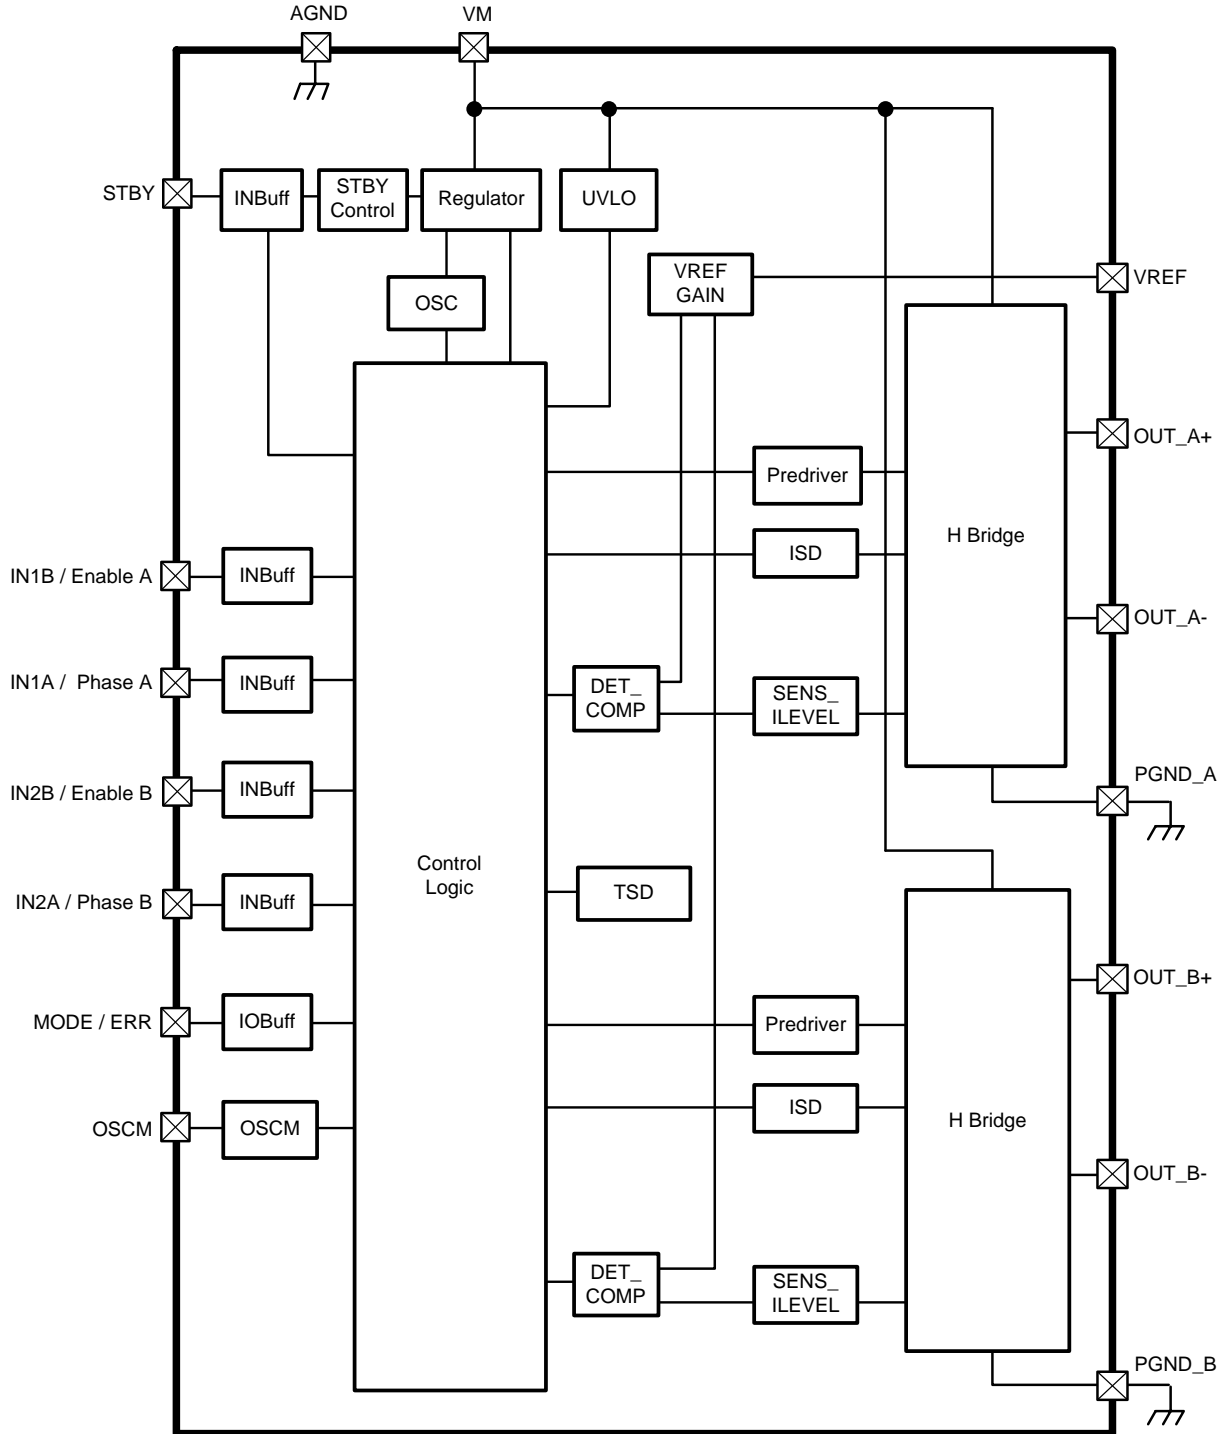 AGND
VM
STBY
INBuff
STBY
Control
Regulator
UVLO
VREF
GAIN
VREF
OSC
OUT_A+
Predriver
H Bridge
ISD
IN1B / Enable A
INBuff
OUT_A-
IN1A / Phase A
INBuff
DET_
COMP
SENS_
ILEVEL
IN2B / Enable B
INBuff
PGND_A
Control
Logic
TSD
IN2A / Phase B
INBuff
OUT_B+
MODE / ERR
IOBuff
Predriver
OSCM
OSCM
ISD
H Bridge
OUT_B-
DET_
COMP
SENS_
ILEVEL
PGND_B